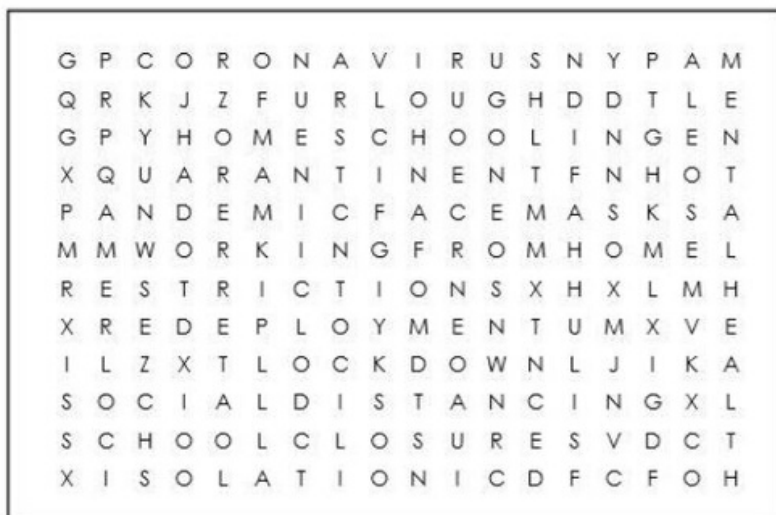 G P C O R O N A V I R U S N Y P A M
Q R K J Z F U R L O U G H D D T L E
G P Y H O M E S C H O O L I N G E N
X Q U A R A N T I N E N T F N H O T
P A N D E M I C F A C E M A S K S A
M M W O R K I N G F R O M H O M E L
R E S T R I C T I O N S X H X L M H
X R E D E P L O Y M E N T U M X V E
I L Z X T L O C K D O W N L J I K A
S O C I A L D I S T A N C I N G X L
S C H O O L C L O S U R E S V D C T
X I S O L A T I O N I C D F C F O H